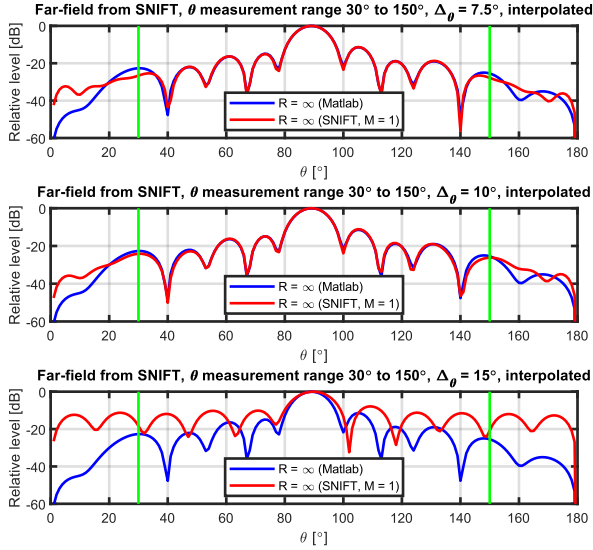 Far-field from SNIFT, θ measurement range 30° to 150°, Δθ = 7.5°, interpolated
Relative level [dB]
0
-20
-40
-60
R = ∞ (Matlab)
R = ∞ (SNIFT, M = 1)
0 20 40 60 80 100 120 140 160 180
θ [°]
Far-field from SNIFT, θ measurement range 30° to 150°, Δθ = 10°, interpolated
Relative level [dB]
0
-20
-40
-60
R = ∞ (Matlab)
R = ∞ (SNIFT, M = 1)
0 20 40 60 80 100 120 140 160 180
θ [°]
Far-field from SNIFT, θ measurement range 30° to 150°, Δθ = 15°, interpolated
Relative level [dB]
0
-20
-40
-60
R = ∞ (Matlab)
R = ∞ (SNIFT, M = 1)
0 20 40 60 80 100 120 140 160 180
θ [°]